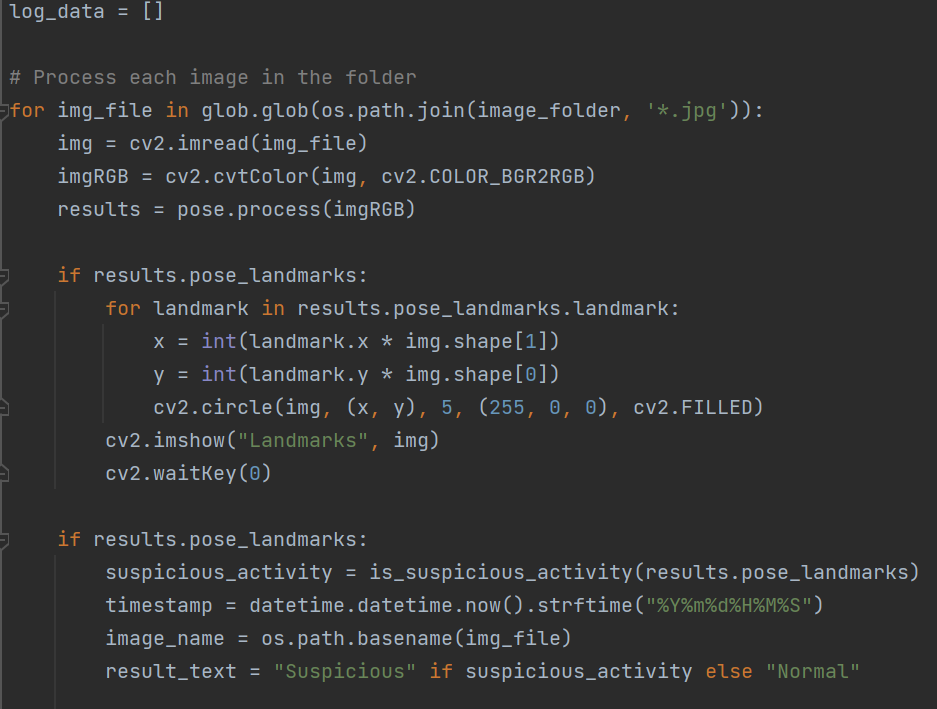 log_data = []
# Process each image in the folder
for img_file in glob.glob(os.path.join(image_folder, '*.jpg')):
    img = cv2.imread(img_file)
    imgRGB = cv2.cvtColor(img, cv2.COLOR_BGR2RGB)
    results = pose.process(imgRGB)
    if results.pose_landmarks:
        for landmark in results.pose_landmarks.landmark:
            x = int(landmark.x * img.shape[1])
            y = int(landmark.y * img.shape[0])
            cv2.circle(img, (x, y), 5, (255, 0, 0), cv2.FILLED)
        cv2.imshow("Landmarks", img)
        cv2.waitKey(0)
    if results.pose_landmarks:
        suspicious_activity = is_suspicious_activity(results.pose_landmarks)
        timestamp = datetime.datetime.now().strftime("%Y%m%d%H%M%S")
        image_name = os.path.basename(img_file)
        result_text = "Suspicious" if suspicious_activity else "Normal"